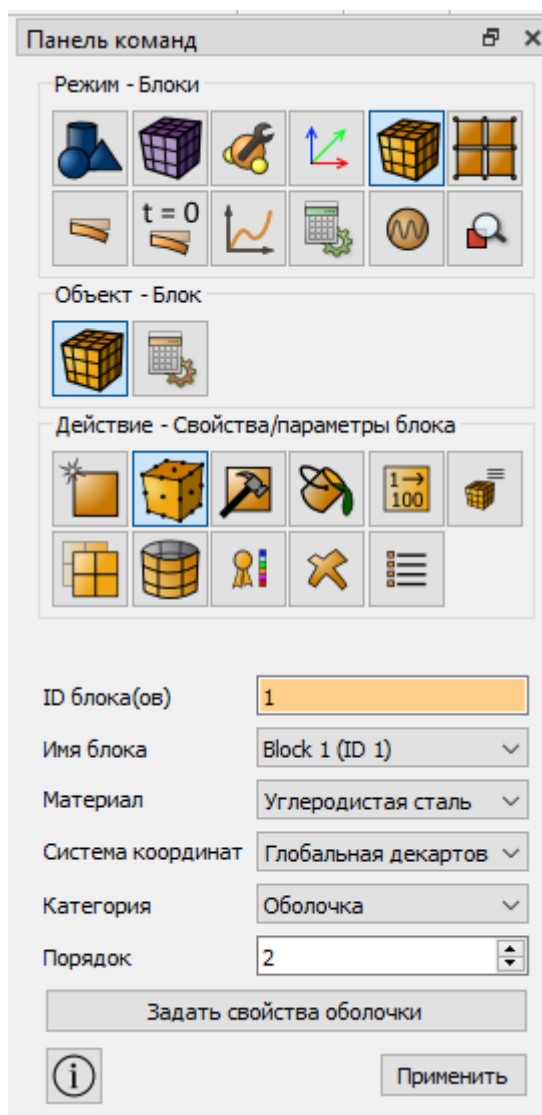 Панель команд
Режим - Блоки
t = 0
Объект - Блок
Действие - Свойства/параметры блока
1→
100
ID блока(ов) 1
Имя блока Block 1 (ID 1)
Материал Углеродистая сталь
Система координат Глобальная декартов
Категория Оболочка
Порядок 2
Задать свойства оболочки
i Применить